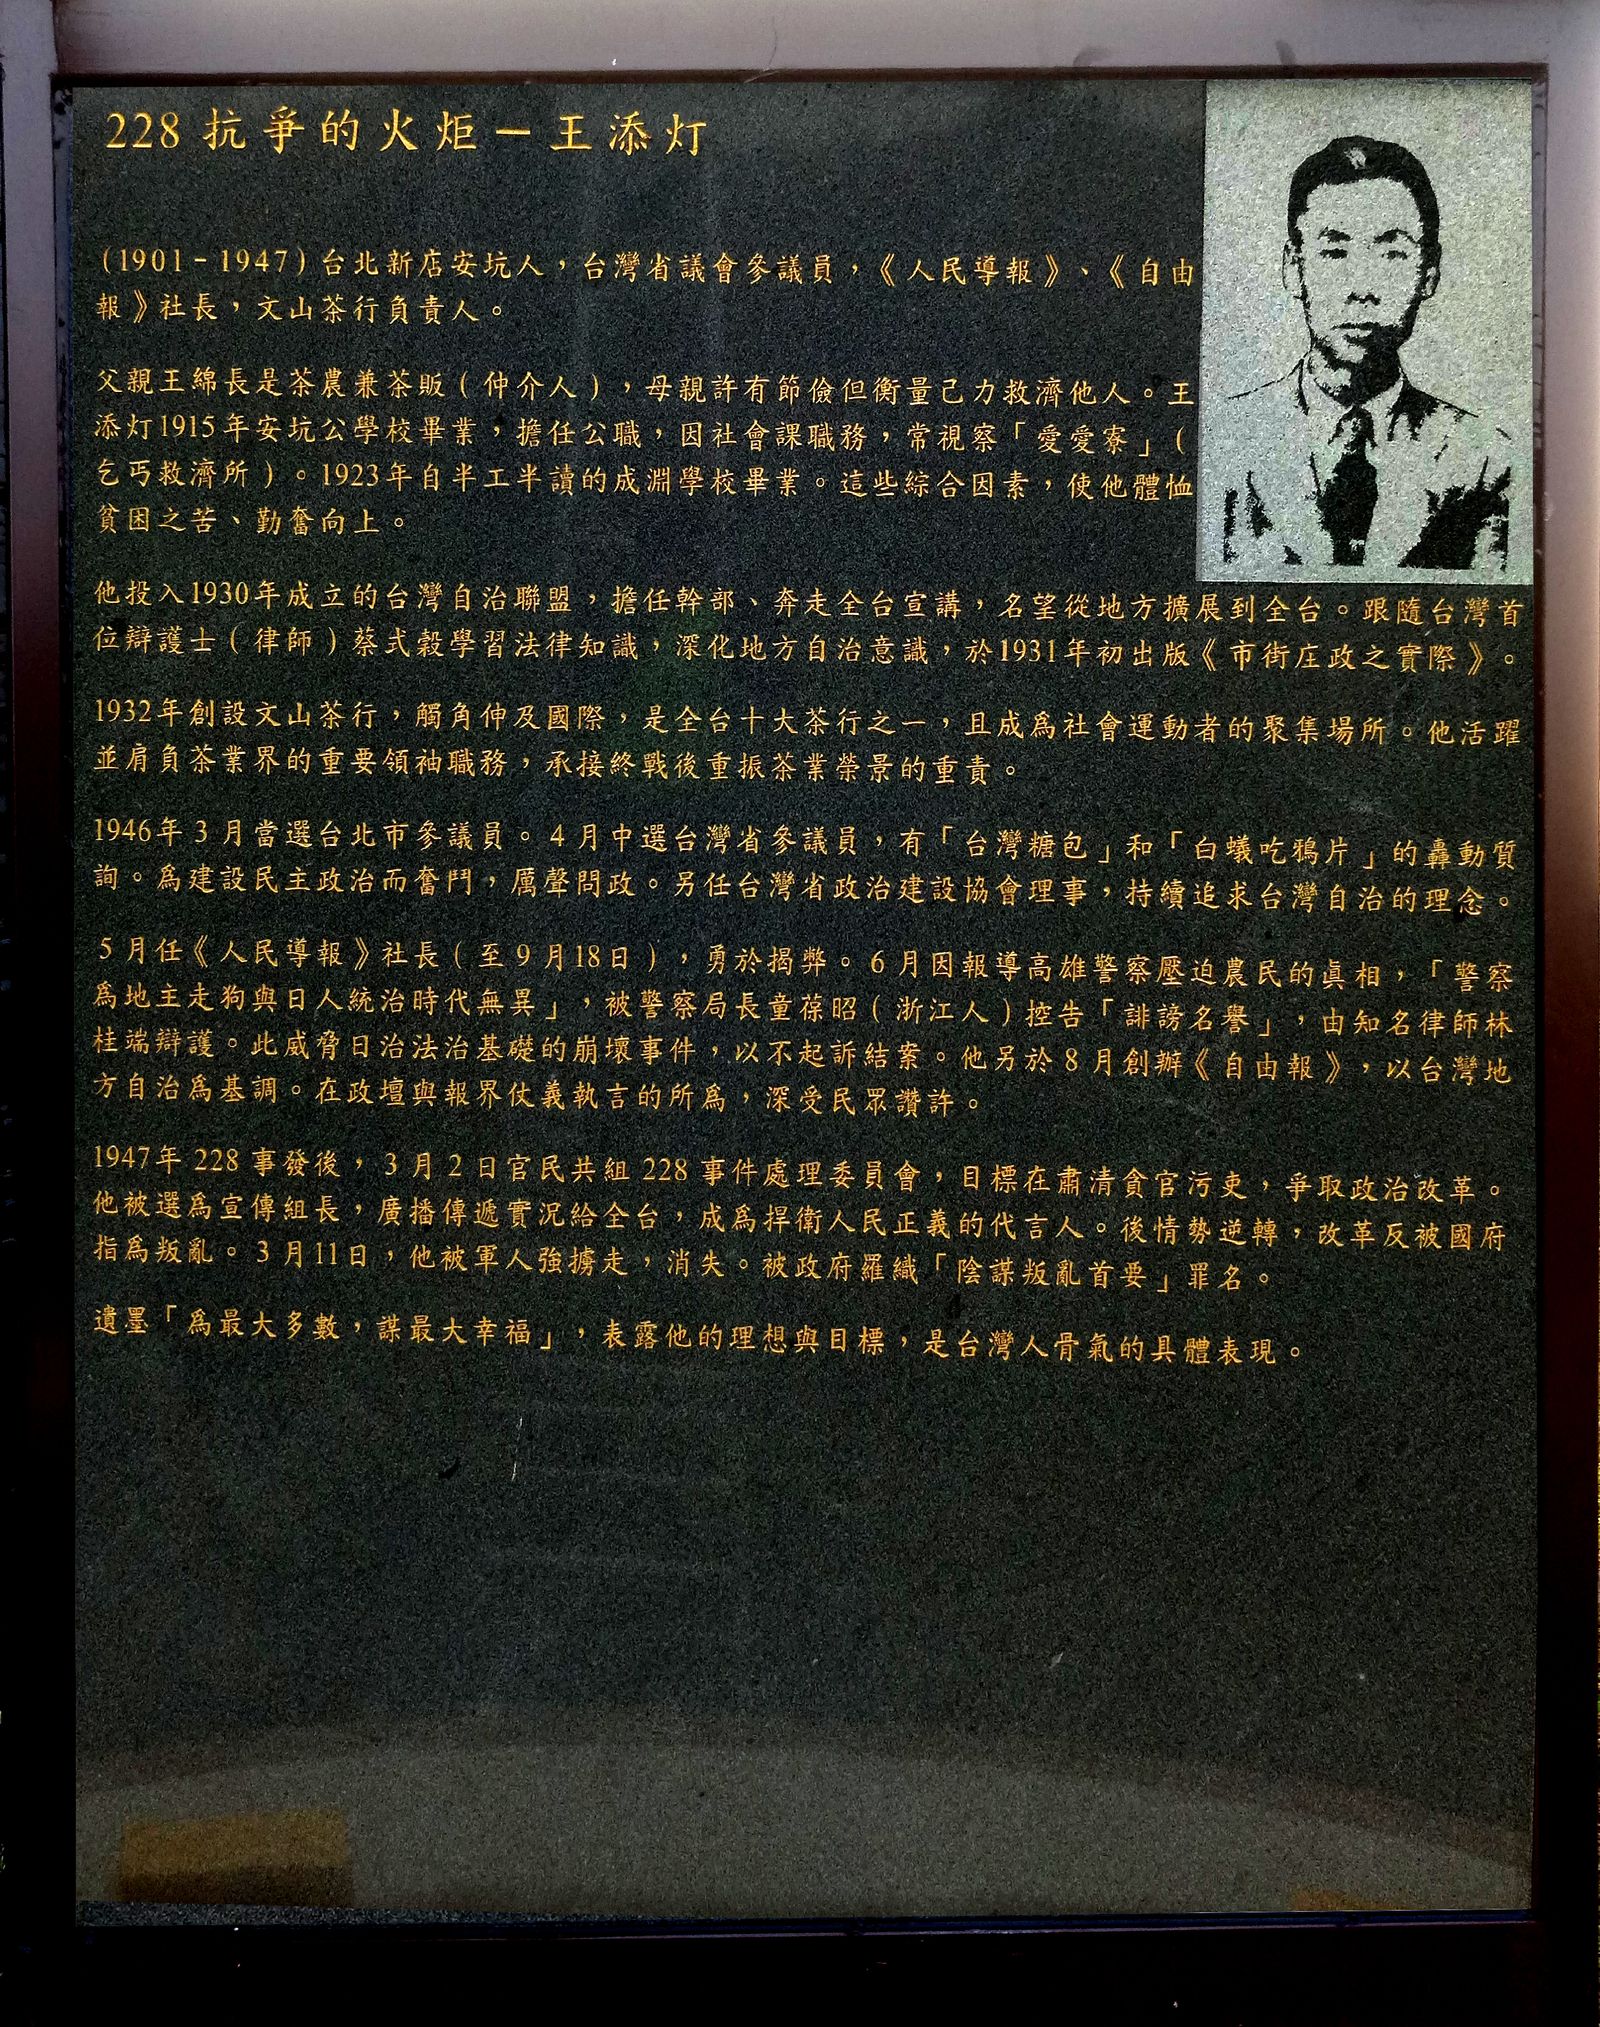 228 抗爭的火炬－王添灯
(1901－1947)台北新店安坑人，台灣省議會參議員，《人民導報》、《自由
報》社長，文山茶行負責人。
父親王綿長是茶農兼茶販（仲介人），母親許有節儉但衡量己力救濟他人。王
添灯1915年安坑公學校畢業，擔任公職，因社會課職務，常視察「愛愛寮」（
乞丐救濟所）。1923年自半工半讀的成淵學校畢業。這些綜合因素，使他體恤
貧困之苦、勤奮向上。
他投入1930年成立的台灣自治聯盟，擔任幹部、奔走全台宣講，名望從地方擴展到全台。跟隨台灣首
位辯護士（律師）蔡式穀學習法律知識，深化地方自治意識，於1931年初出版《市街庄政之實際》。
1932年創設文山茶行，觸角伸及國際，是全台十大茶行之一，且成為社會運動者的聚集場所。他活躍
並肩負茶業界的重要領袖職務，承接終戰後重振茶業榮景的重責。
1946年 3 月當選台北市參議員。4 月中選台灣省參議員，有「台灣糖包」和「白蟻吃鴉片」的轟動質
詢。為建設民主政治而奮鬥，厲聲問政。另任台灣省政治建設協會理事，持續追求台灣自治的理念。
5 月任《人民導報》社長（至 9 月18日），勇於揭弊。6 月因報導高雄警察壓迫農民的真相，「警察
為地主走狗與日人統治時代無異」，被警察局長童葆昭（浙江人）控告「誹謗名譽」，由知名律師林
桂端辯護。此威脅日治法治基礎的崩壞事件，以不起訴結案。他另於 8 月創辦《自由報》，以台灣地
方自治為基調。在政壇與報界仗義執言的所為，深受民眾讚許。
1947年 228 事發後，3 月 2 日官民共組 228 事件處理委員會，目標在肅清貪官污吏，爭取政治改革。
他被選為宣傳組長，廣播傳遞實況給全台，成為捍衛人民正義的代言人。後情勢逆轉，改革反被國府
指為叛亂。3 月11日，他被軍人強擄走，消失。被政府羅織「陰謀叛亂首要」罪名。
遺墨「為最大多數，謀最大幸福」，表露他的理想與目標，是台灣人骨氣的具體表現。